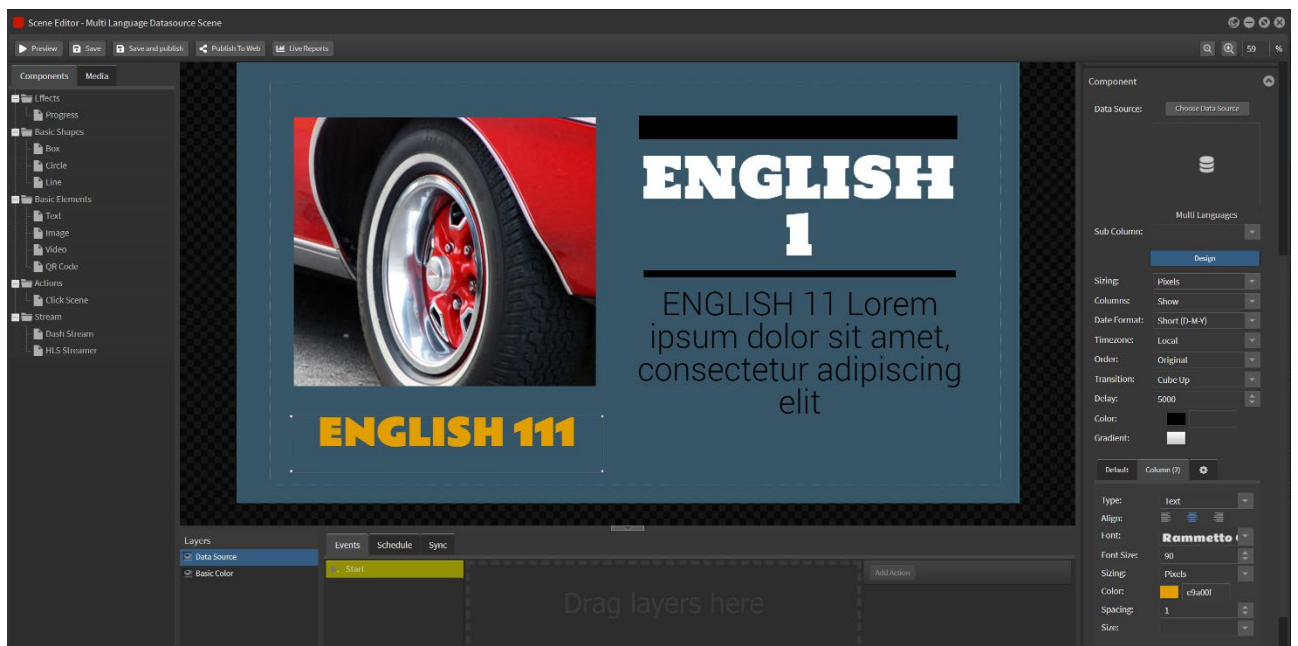 Scene Editor - Multi Language Datasource Scene
Preview Save Save and publish Publish To Web Live Reports 59 %
Components Media
Effects
Progress
Basic Shapes
Box
Circle
Line
Basic Elements
Text
Image
Video
QR Code
Actions
Click Scene
Stream
Dash Stream
HLS Streamer
ENGLISH
1
ENGLISH 11 Lorem
ipsum dolor sit amet,
consectetur adipiscing
elit
ENGLISH 111
Layers
Data Source
Basic Color
Events Schedule Sync
Start
Drag layers here
Add Action
Component
Data Source: Choose Data Source
Multi Languages
Sub Column:
Design
Sizing: Pixels
Columns: Show
Date Format: Short (D-M-Y)
Timezone: Local
Order: Original
Transition: Cube Up
Delay: 5000
Color:
Gradient:
Default Column (2)
Type: Text
Align:
Font: Rammetto
Font Size: 90
Sizing: Pixels
Color: e9a00f
Spacing: 1
Size: